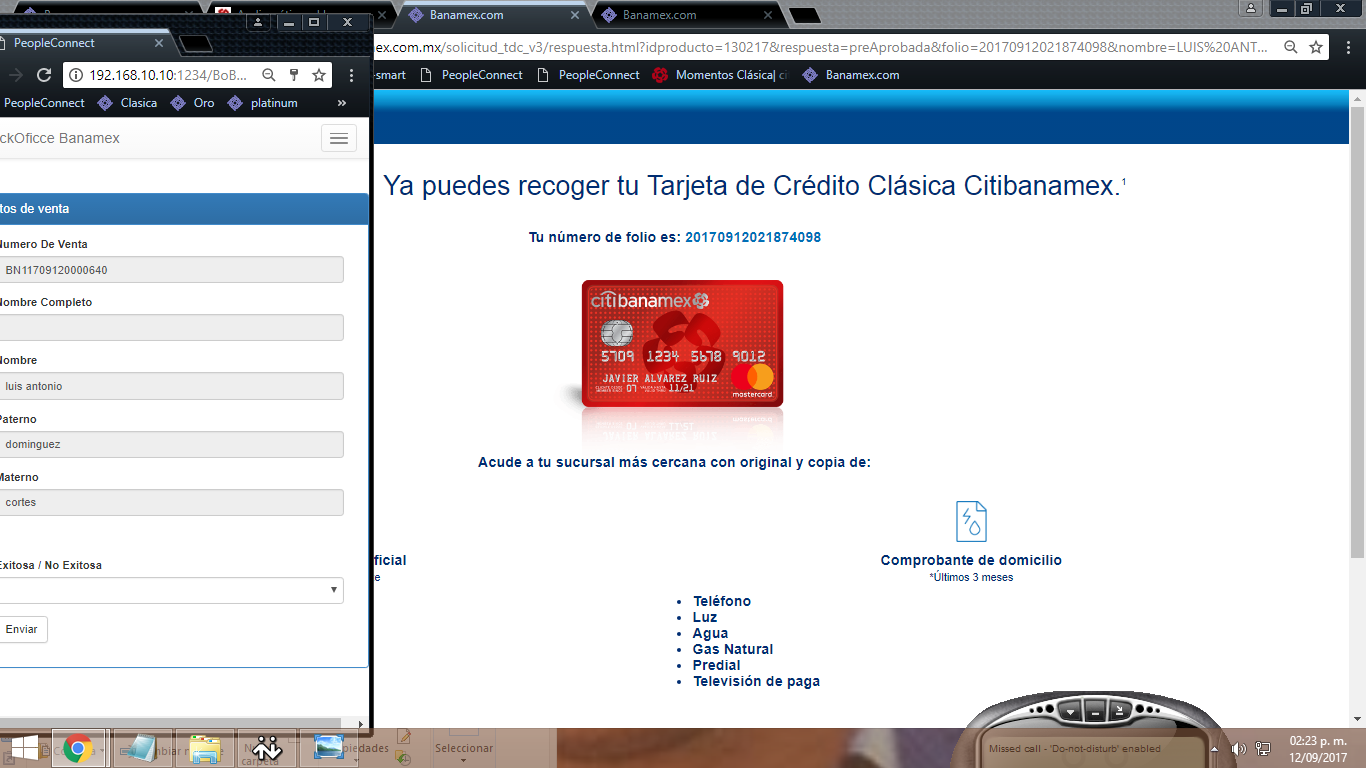 Banamex.com
Banamex.com
PeopleConnect
ex.com.mx/solicitud_tdc_v3/respuesta.html?idproducto=130217&respuesta=preAprobada&folio=20170912021874098&nombre=LUIS%20ANT...
192.168.10.10:1234/BoB...
-smart
PeopleConnect
PeopleConnect
Momentos Clásica| ci
Banamex.com
PeopleConnect
Clasica
Oro
platinum
»
ckOficce Banamex
Ya puedes recoger tu Tarjeta de Crédito Clásica Citibanamex.1
tos de venta
Tu número de folio es: 20170912021874098
Numero De Venta
BN11709120000640
Nombre Completo
Nombre
luis antonio
Paterno
dominguez
Materno
cortes
Exitosa / No Exitosa
Enviar
citibanamex
5709 1234 5678 9012
JAVIER ALVAREZ RUIZ
07
11/21
mastercard
Acude a tu sucursal más cercana con original y copia de:
ficial
e
Comprobante de domicilio
*Últimos 3 meses
• Teléfono
• Luz
• Agua
• Gas Natural
• Predial
• Televisión de paga
Missed call - 'Do-not-disturb' enabled
piedades
Seleccionar
carpeta
02:23 p. m.
12/09/2017